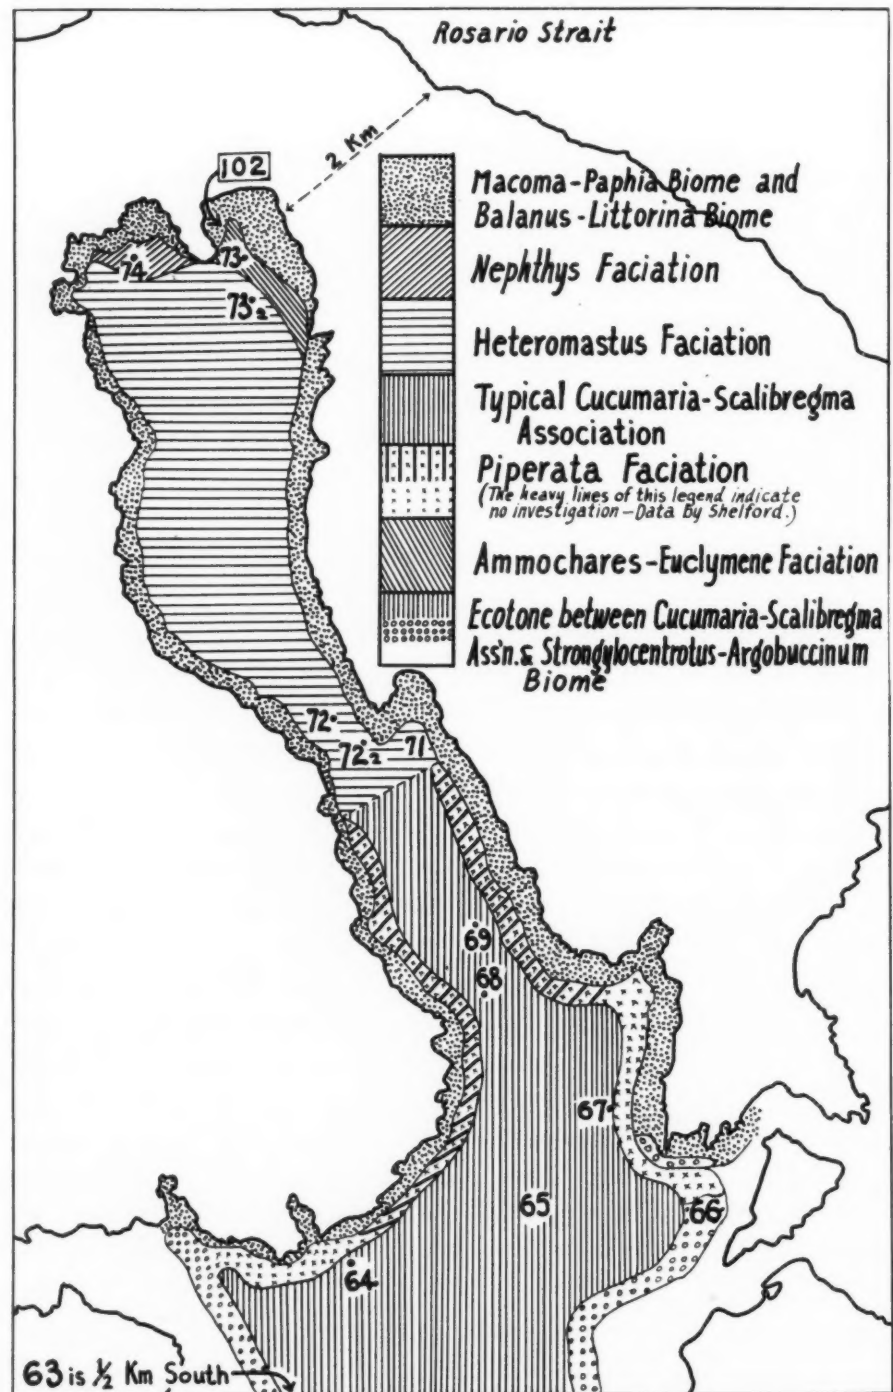 Rosario Strait
2 Km
102
Macoma-Paphia Biome and
Balanus-Littorina Biome
Nephthys Faciation
Heteromastus Faciation
Typical Cucumaria-Scalibregma
Association
Piperata Faciation
(The heavy lines of this legend indicate
no investigation-Data By Shelford.)
Ammochares-Euclymene Faciation
Ecotone between Cucumaria-Scalibregma
Ass'n. & Strongylocentrotus-Argobuccinum
Biome
74
73
73₂
72
72₂
71
69
68
67
65
66
64
63 is ½ Km South